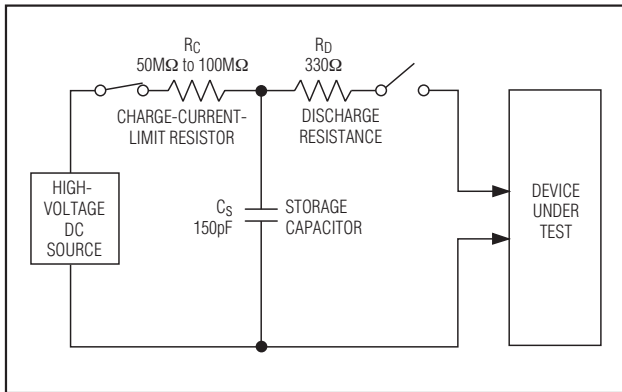 RC
50MΩ to 100MΩ
CHARGE-CURRENT-
LIMIT RESISTOR
RD
330Ω
DISCHARGE
RESISTANCE
HIGH-
VOLTAGE
DC
SOURCE
CS
150pF
STORAGE
CAPACITOR
DEVICE
UNDER
TEST